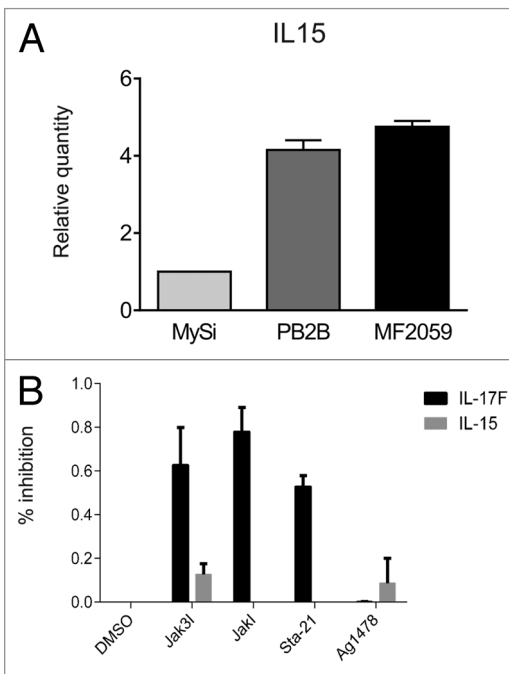 A
IL15
Relative quantity
6
4
2
0
MySi
PB2B
MF2059
B
% inhibition
1.0
0.8
0.6
0.4
0.2
0.0
DMSO
Jak3I
JakI
Sta-21
Ag1478
IL-17F
IL-15